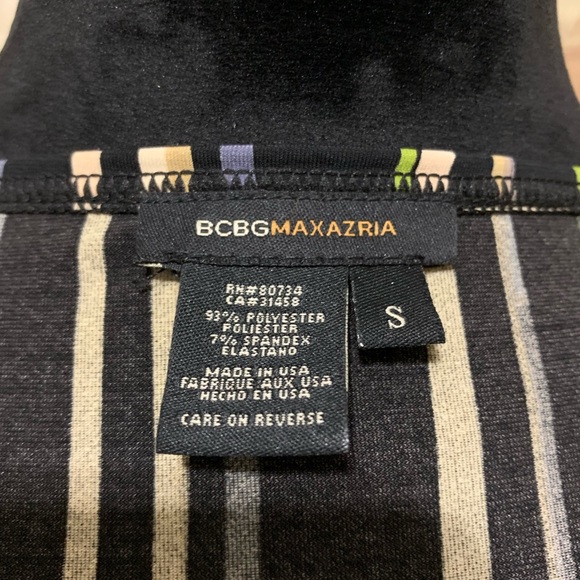 BCBGMAXAZRIA
RN#80734
CA#31458
93% POLYESTER
POLIESTER
7% SPANDEX
ELASTANO
MADE IN USA
FABRIQUE AUX USA
HECHO EN USA
CARE ON REVERSE
S